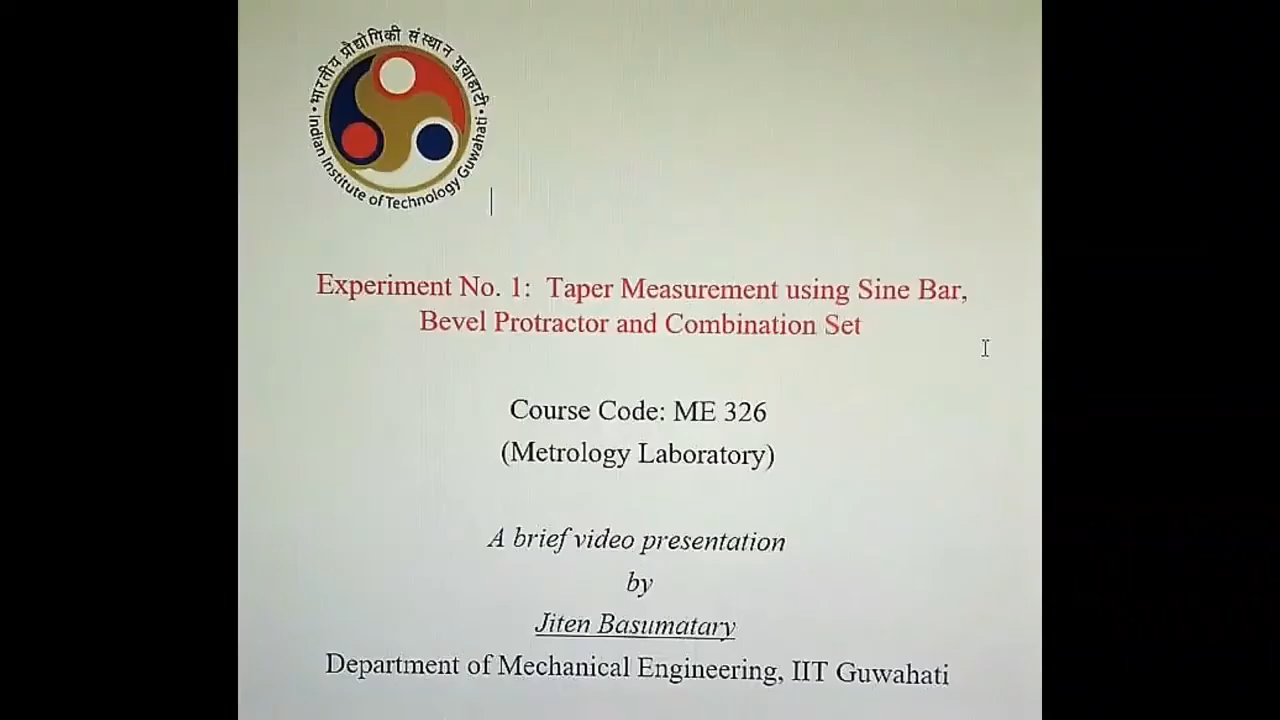 भारतीय प्रौद्योगिकी संस्थान गुवाहाटी
Indian Institute of Technology Guwahati
Experiment No. 1: Taper Measurement using Sine Bar,
Bevel Protractor and Combination Set
Course Code: ME 326
(Metrology Laboratory)
A brief video presentation
by
Jiten Basumatary
Department of Mechanical Engineering, IIT Guwahati